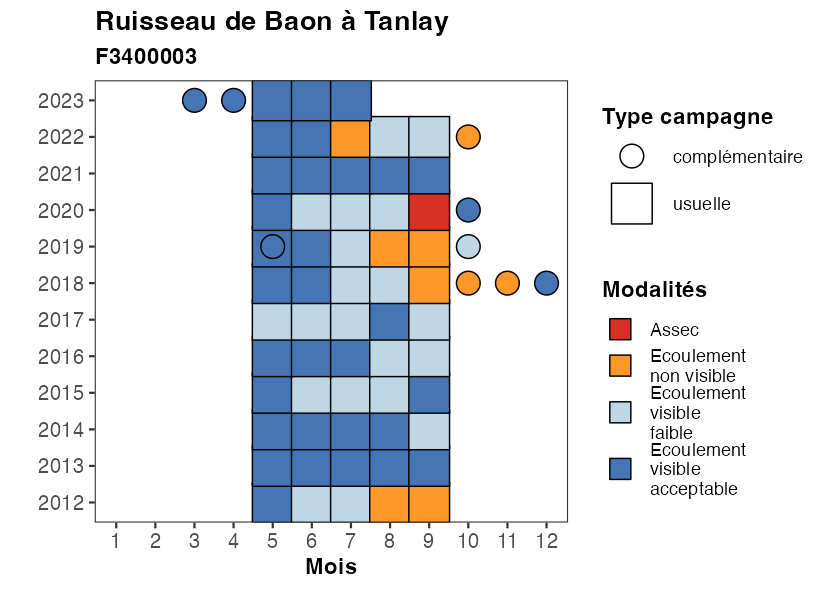 Ruisseau de Baon à Tanlay
F3400003
2023
2022
2021
2020
2019
2018
2017
2016
2015
2014
2013
2012
1 2 3 4 5 6 7 8 9 10 11 12
Mois
Type campagne
complémentaire
usuelle
Modalités
Assec
Ecoulement
non visible
Ecoulement
visible
faible
Ecoulement
visible
acceptable